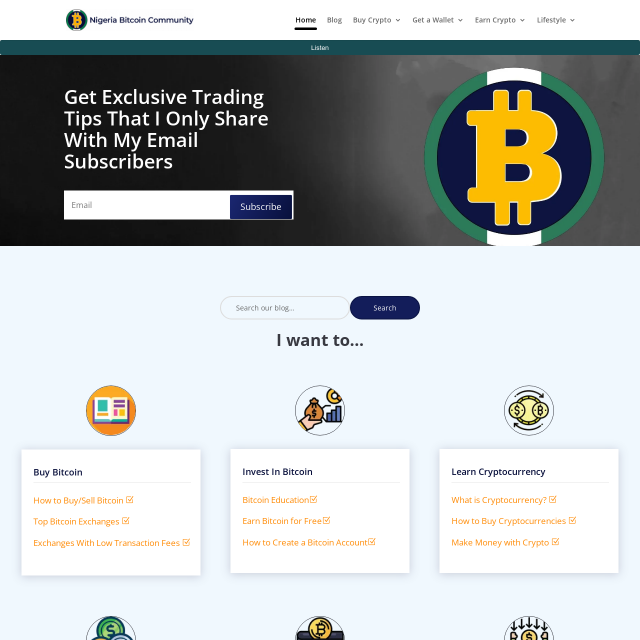 Nigeria Bitcoin Community
Home Blog Buy Crypto Get a Wallet Earn Crypto Lifestyle
Listen
Get Exclusive Trading
Tips That I Only Share
With My Email
Subscribers
Email Subscribe
Search our blog... Search
I want to...
Buy Bitcoin
How to Buy/Sell Bitcoin
Top Bitcoin Exchanges
Exchanges With Low Transaction Fees
Invest In Bitcoin
Bitcoin Education
Earn Bitcoin for Free
How to Create a Bitcoin Account
Learn Cryptocurrency
What is Cryptocurrency?
How to Buy Cryptocurrencies
Make Money with Crypto